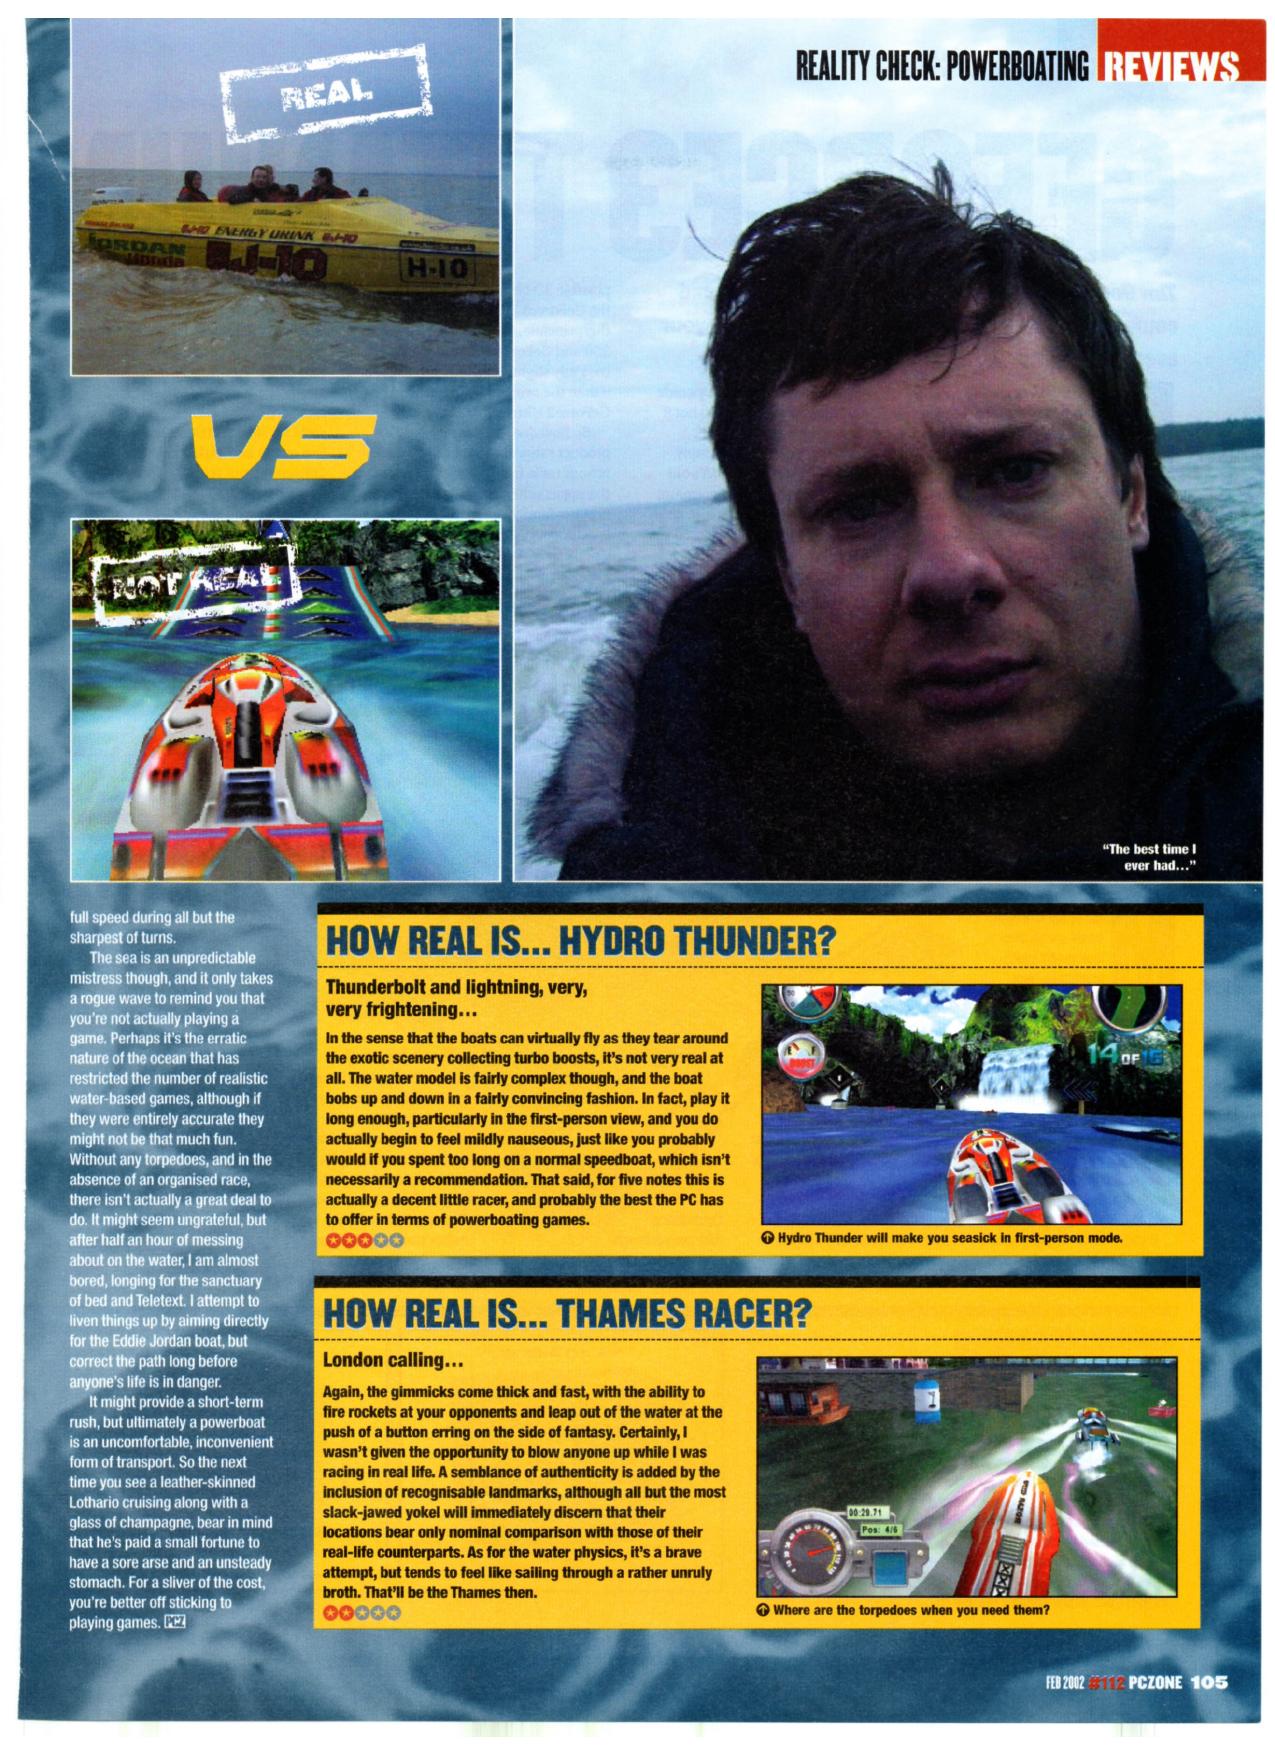 REALITY CHECK: POWERBOATING REVIEWS
REAL
HONDA
EJ-10 ENERGY DRINK EJ-10
JORDAN
Honda
EJ-10
H-10
VS
NOT REAL
"The best time I
ever had..."
full speed during all but the
sharpest of turns.
The sea is an unpredictable
mistress though, and it only takes
a rogue wave to remind you that
you're not actually playing a
game. Perhaps it's the erratic
nature of the ocean that has
restricted the number of realistic
water-based games, although if
they were entirely accurate they
might not be that much fun.
Without any torpedoes, and in the
absence of an organised race,
there isn't actually a great deal to
do. It might seem ungrateful, but
after half an hour of messing
about on the water, I am almost
bored, longing for the sanctuary
of bed and Teletext. I attempt to
liven things up by aiming directly
for the Eddie Jordan boat, but
correct the path long before
anyone's life is in danger.
It might provide a short-term
rush, but ultimately a powerboat
is an uncomfortable, inconvenient
form of transport. So the next
time you see a leather-skinned
Lothario cruising along with a
glass of champagne, bear in mind
that he's paid a small fortune to
have a sore arse and an unsteady
stomach. For a sliver of the cost,
you're better off sticking to
playing games. PCZ
HOW REAL IS... HYDRO THUNDER?
Thunderbolt and lightning, very,
very frightening...
In the sense that the boats can virtually fly as they tear around
the exotic scenery collecting turbo boosts, it's not very real at
all. The water model is fairly complex though, and the boat
bobs up and down in a fairly convincing fashion. In fact, play it
long enough, particularly in the first-person view, and you do
actually begin to feel mildly nauseous, just like you probably
would if you spent too long on a normal speedboat, which isn't
necessarily a recommendation. That said, for five notes this is
actually a decent little racer, and probably the best the PC has
to offer in terms of powerboating games.
E F
BOOST
14 OF 16
Hydro Thunder will make you seasick in first-person mode.
HOW REAL IS... THAMES RACER?
London calling...
Again, the gimmicks come thick and fast, with the ability to
fire rockets at your opponents and leap out of the water at the
push of a button erring on the side of fantasy. Certainly, I
wasn't given the opportunity to blow anyone up while I was
racing in real life. A semblance of authenticity is added by the
inclusion of recognisable landmarks, although all but the most
slack-jawed yokel will immediately discern that their
locations bear only nominal comparison with those of their
real-life counterparts. As for the water physics, it's a brave
attempt, but tends to feel like sailing through a rather unruly
broth. That'll be the Thames then.
00:29.71
Pos: 4/6
Where are the torpedoes when you need them?
FEB 2002 #112 PCZONE 105